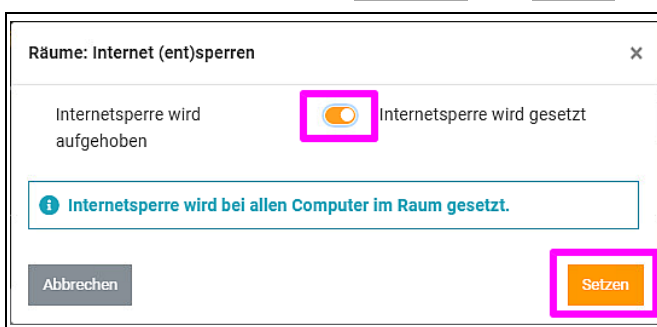 Räume: Internet (ent)sperren ×
Internetsperre wird aufgehoben
Internetsperre wird gesetzt
Internetsperre wird bei allen Computer im Raum gesetzt.
Abbrechen
Setzen